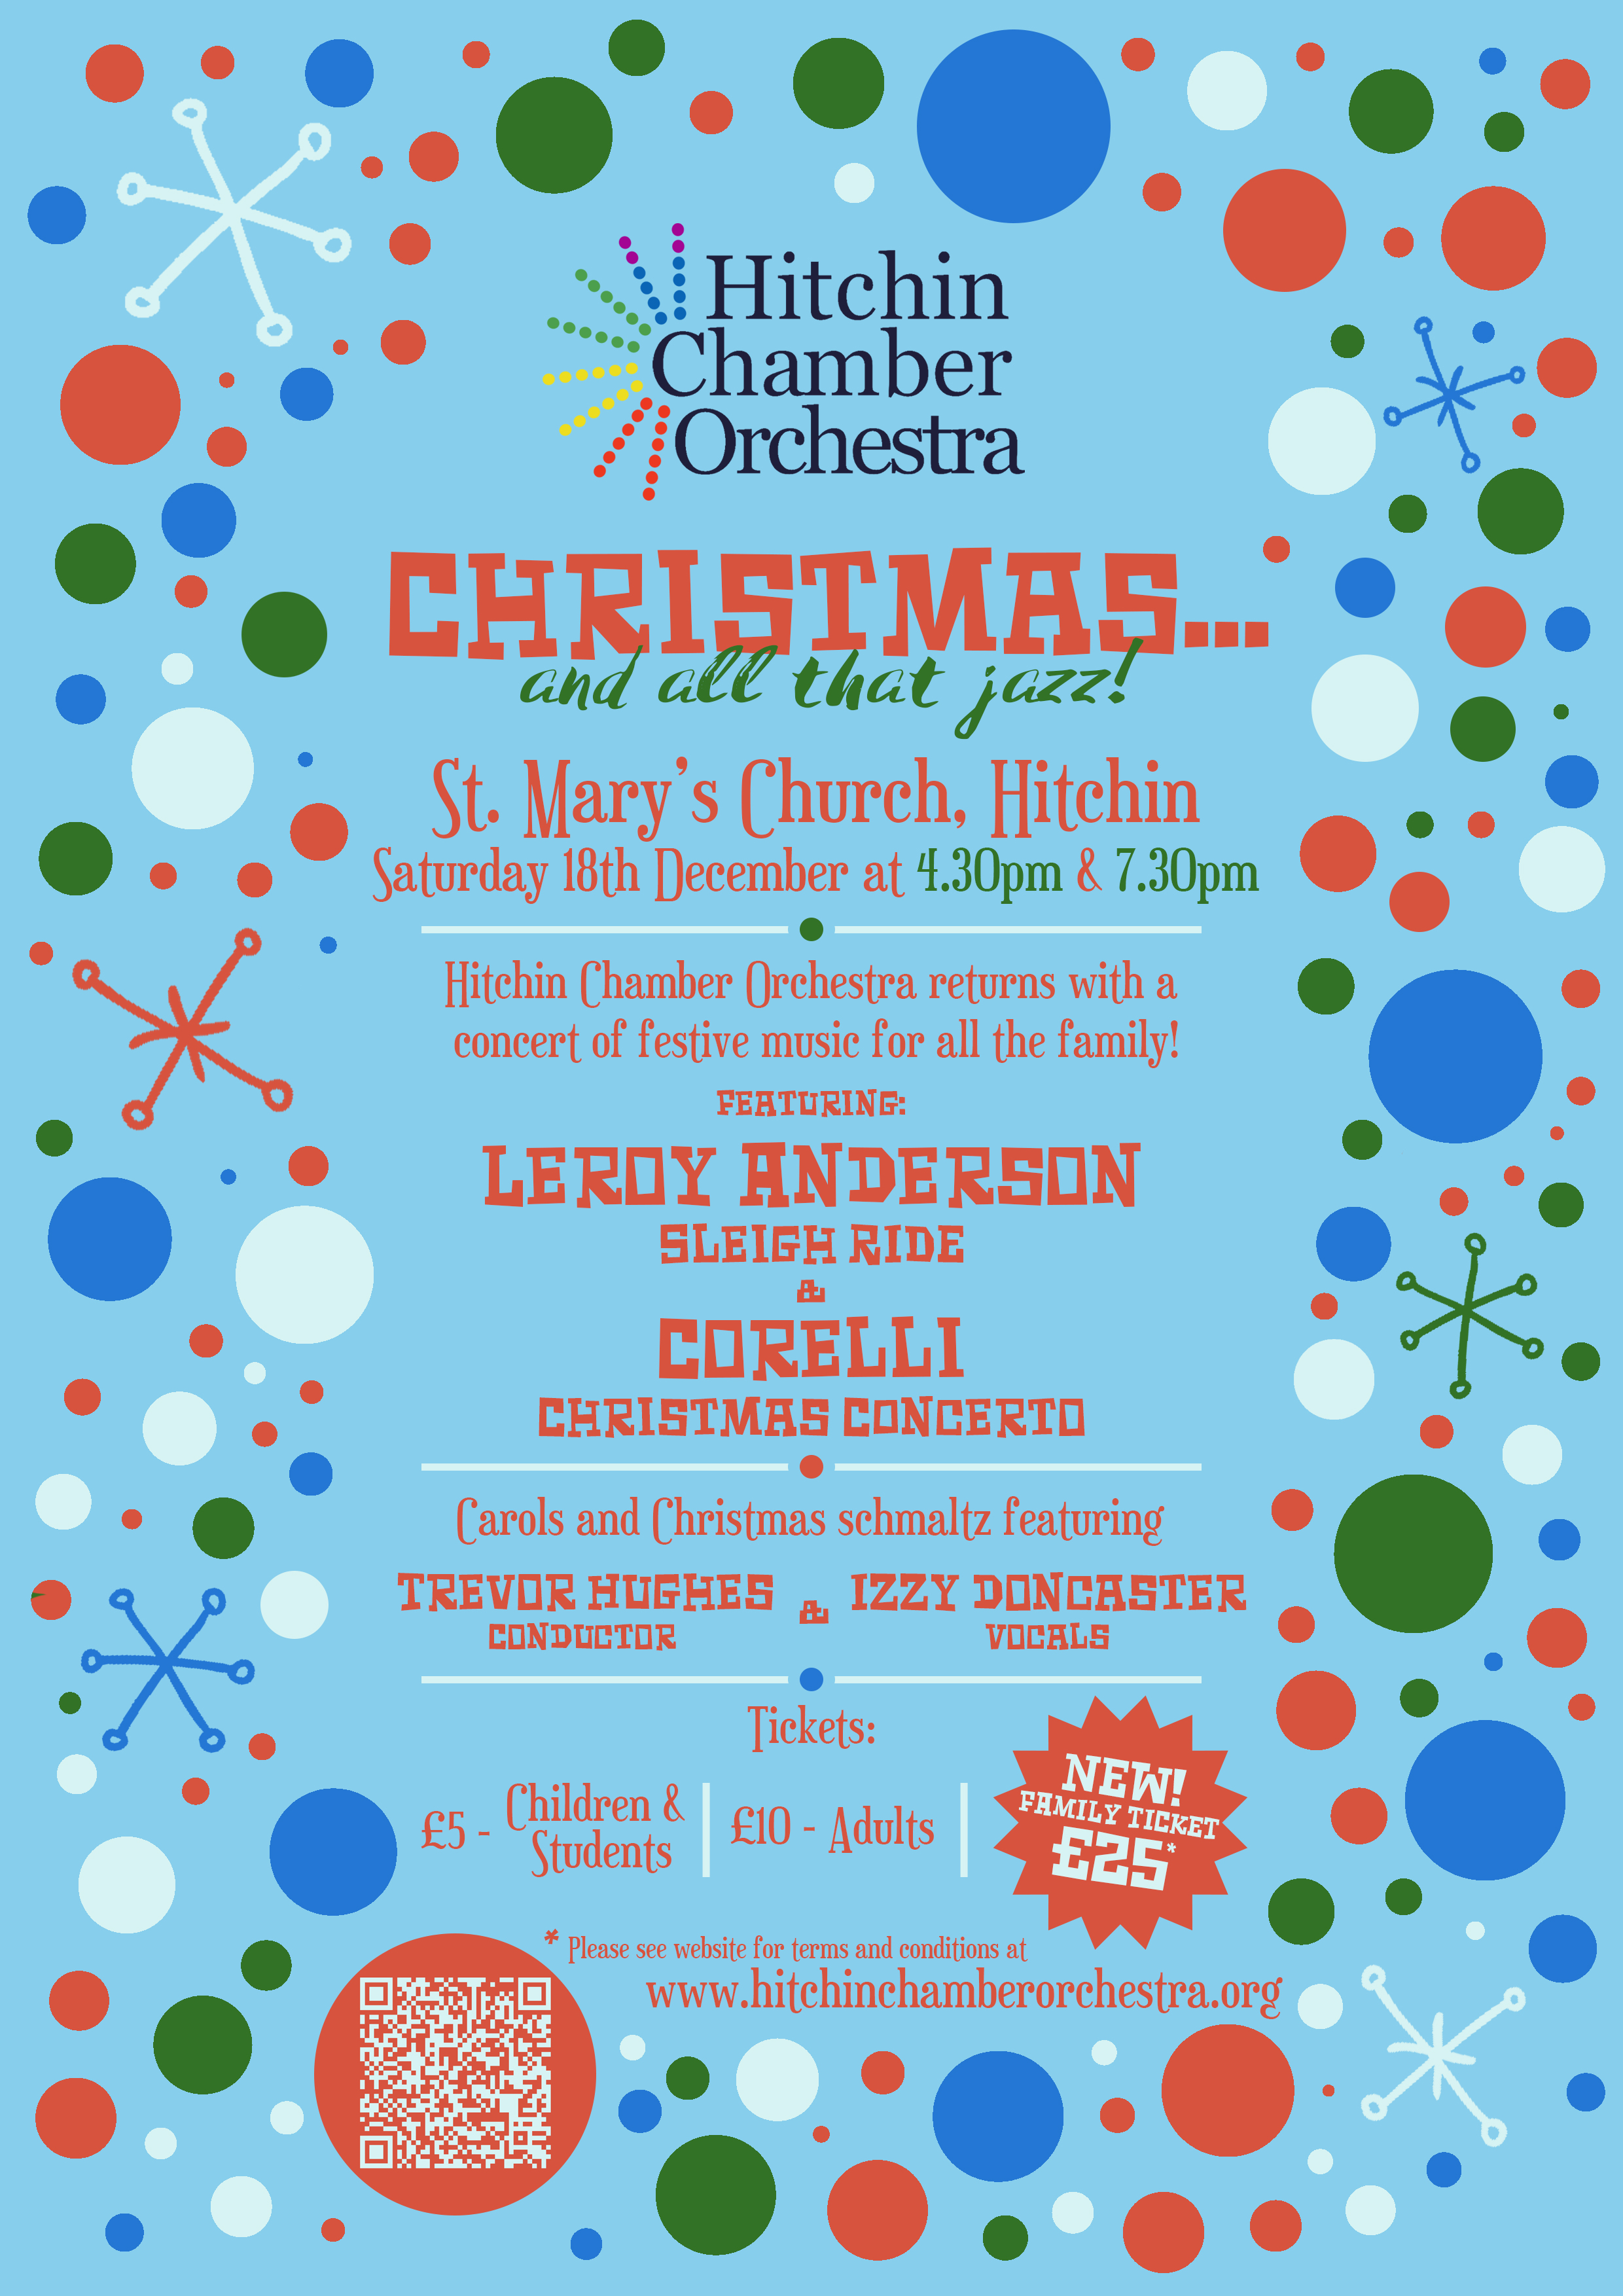 Hitchin
Chamber
Orchestra
CHRISTMAS...
and all that jazz!
St. Mary's Church, Hitchin
Saturday 18th December at 4.30pm & 7.30pm
Hitchin Chamber Orchestra returns with a
concert of festive music for all the family!
FEATURING:
LEROY ANDERSON
SLEIGH RIDE
&
CORELLI
CHRISTMAS CONCERTO
Carols and Christmas schmaltz featuring
TREVOR HUGHES & IZZY DONCASTER
CONDUCTOR VOCALS
Tickets:
£5 - Children &
Students
£10 - Adults
NEW!
FAMILY TICKET
£25*
* Please see website for terms and conditions at
www.hitchinchamberorchestra.org